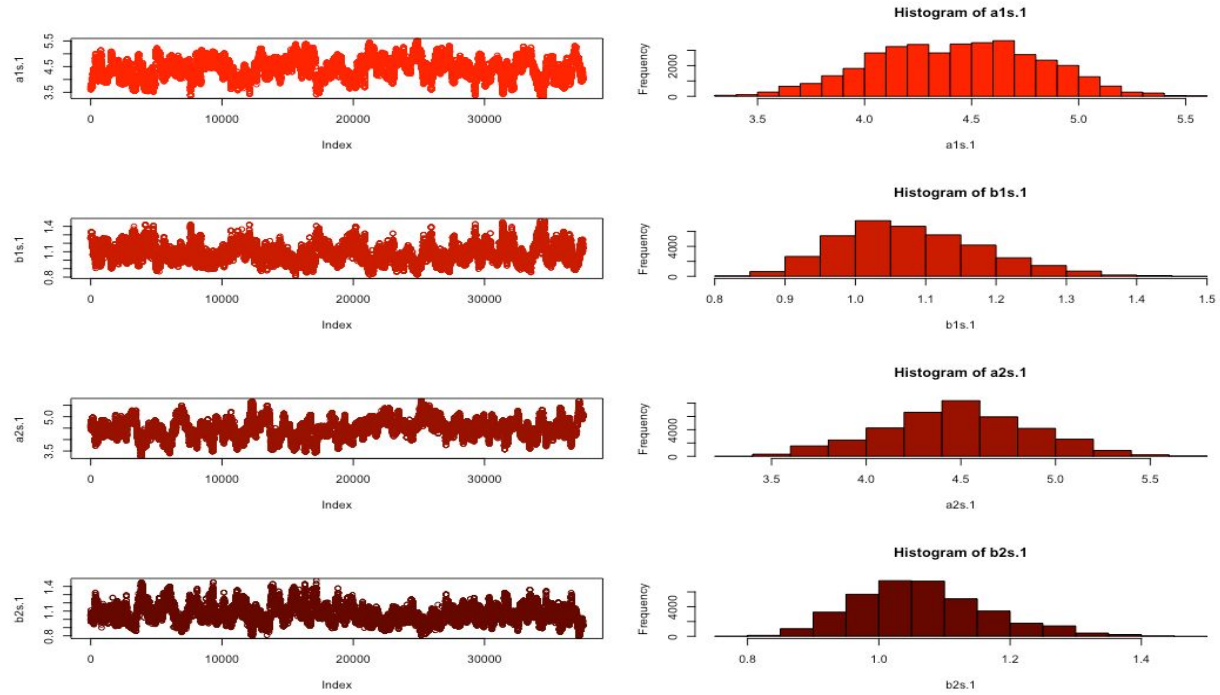 a1s.1
5.5
4.5
3.5
0 10000 20000 30000
Index
Histogram of a1s.1
Frequency
2000
0
3.5 4.0 4.5 5.0 5.5
a1s.1
b1s.1
1.4
1.1
0.8
0 10000 20000 30000
Index
Histogram of b1s.1
Frequency
4000
0
0.8 0.9 1.0 1.1 1.2 1.3 1.4 1.5
b1s.1
a2s.1
5.0
3.5
0 10000 20000 30000
Index
Histogram of a2s.1
Frequency
4000
0
3.5 4.0 4.5 5.0 5.5
a2s.1
b2s.1
1.4
1.1
0.8
0 10000 20000 30000
Index
Histogram of b2s.1
Frequency
4000
0
0.8 1.0 1.2 1.4
b2s.1